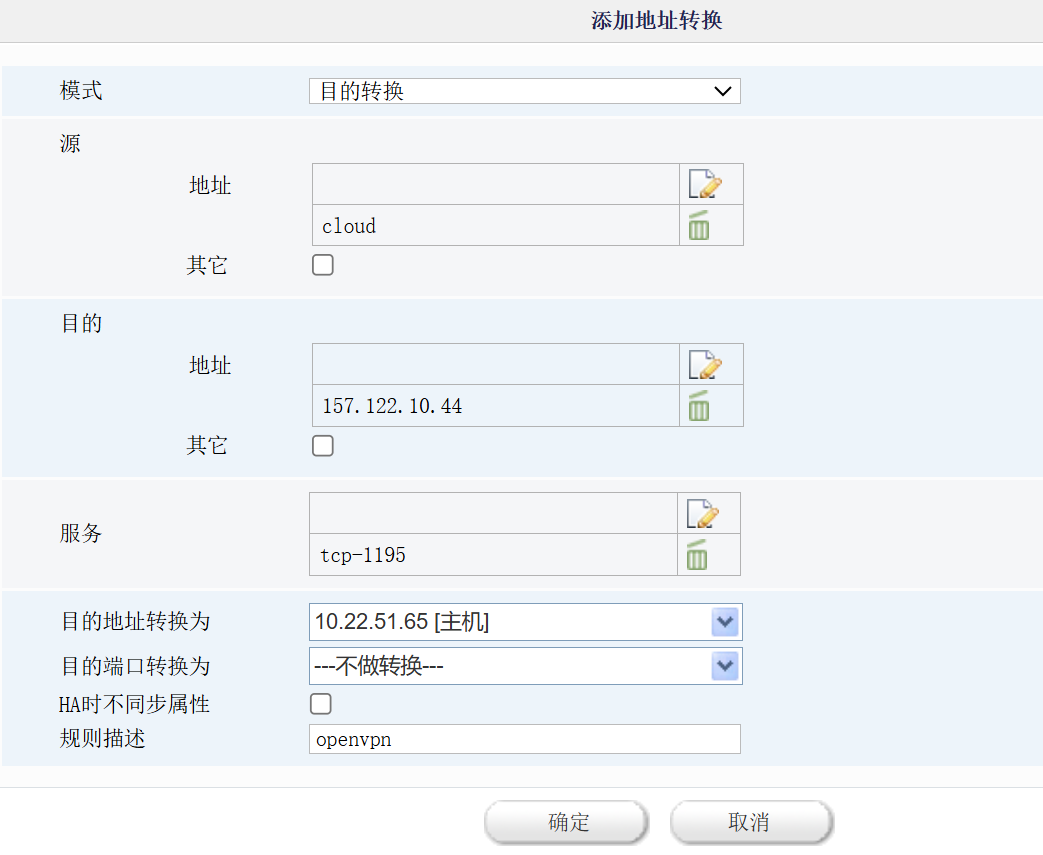 添加地址转换
模式 目的转换
源
地址
cloud
其它
目的
地址
157.122.10.44
其它
服务
tcp-1195
目的地址转换为 10.22.51.65 [主机]
目的端口转换为 ---不做转换---
HA时不同步属性
规则描述 openvpn
确定 取消